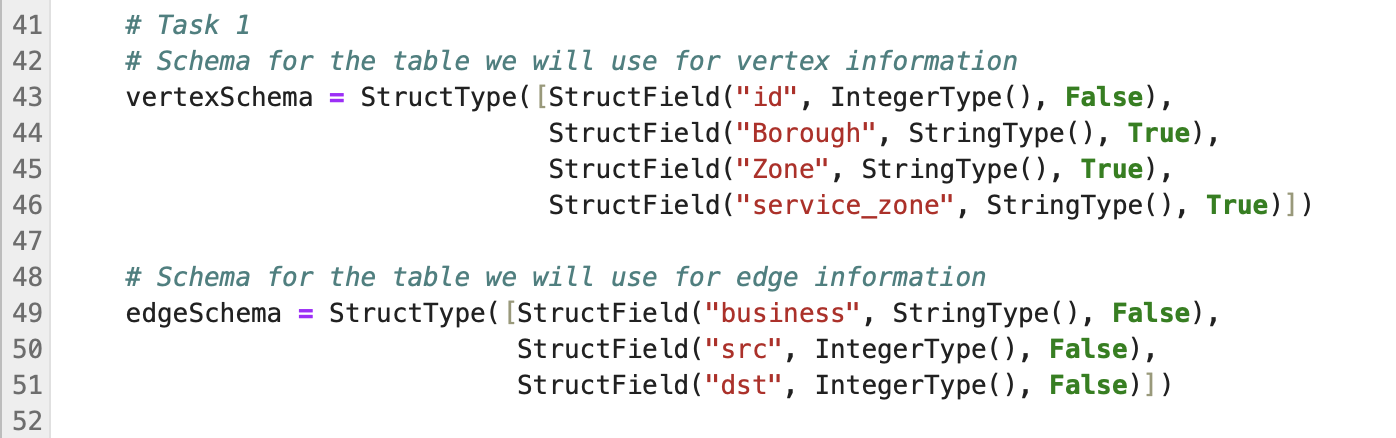 41 # Task 1
42 # Schema for the table we will use for vertex information
43 vertexSchema = StructType([StructField("id", IntegerType(), False),
44 StructField("Borough", StringType(), True),
45 StructField("Zone", StringType(), True),
46 StructField("service_zone", StringType(), True)])
47
48 # Schema for the table we will use for edge information
49 edgeSchema = StructType([StructField("business", StringType(), False),
50 StructField("src", IntegerType(), False),
51 StructField("dst", IntegerType(), False)])
52